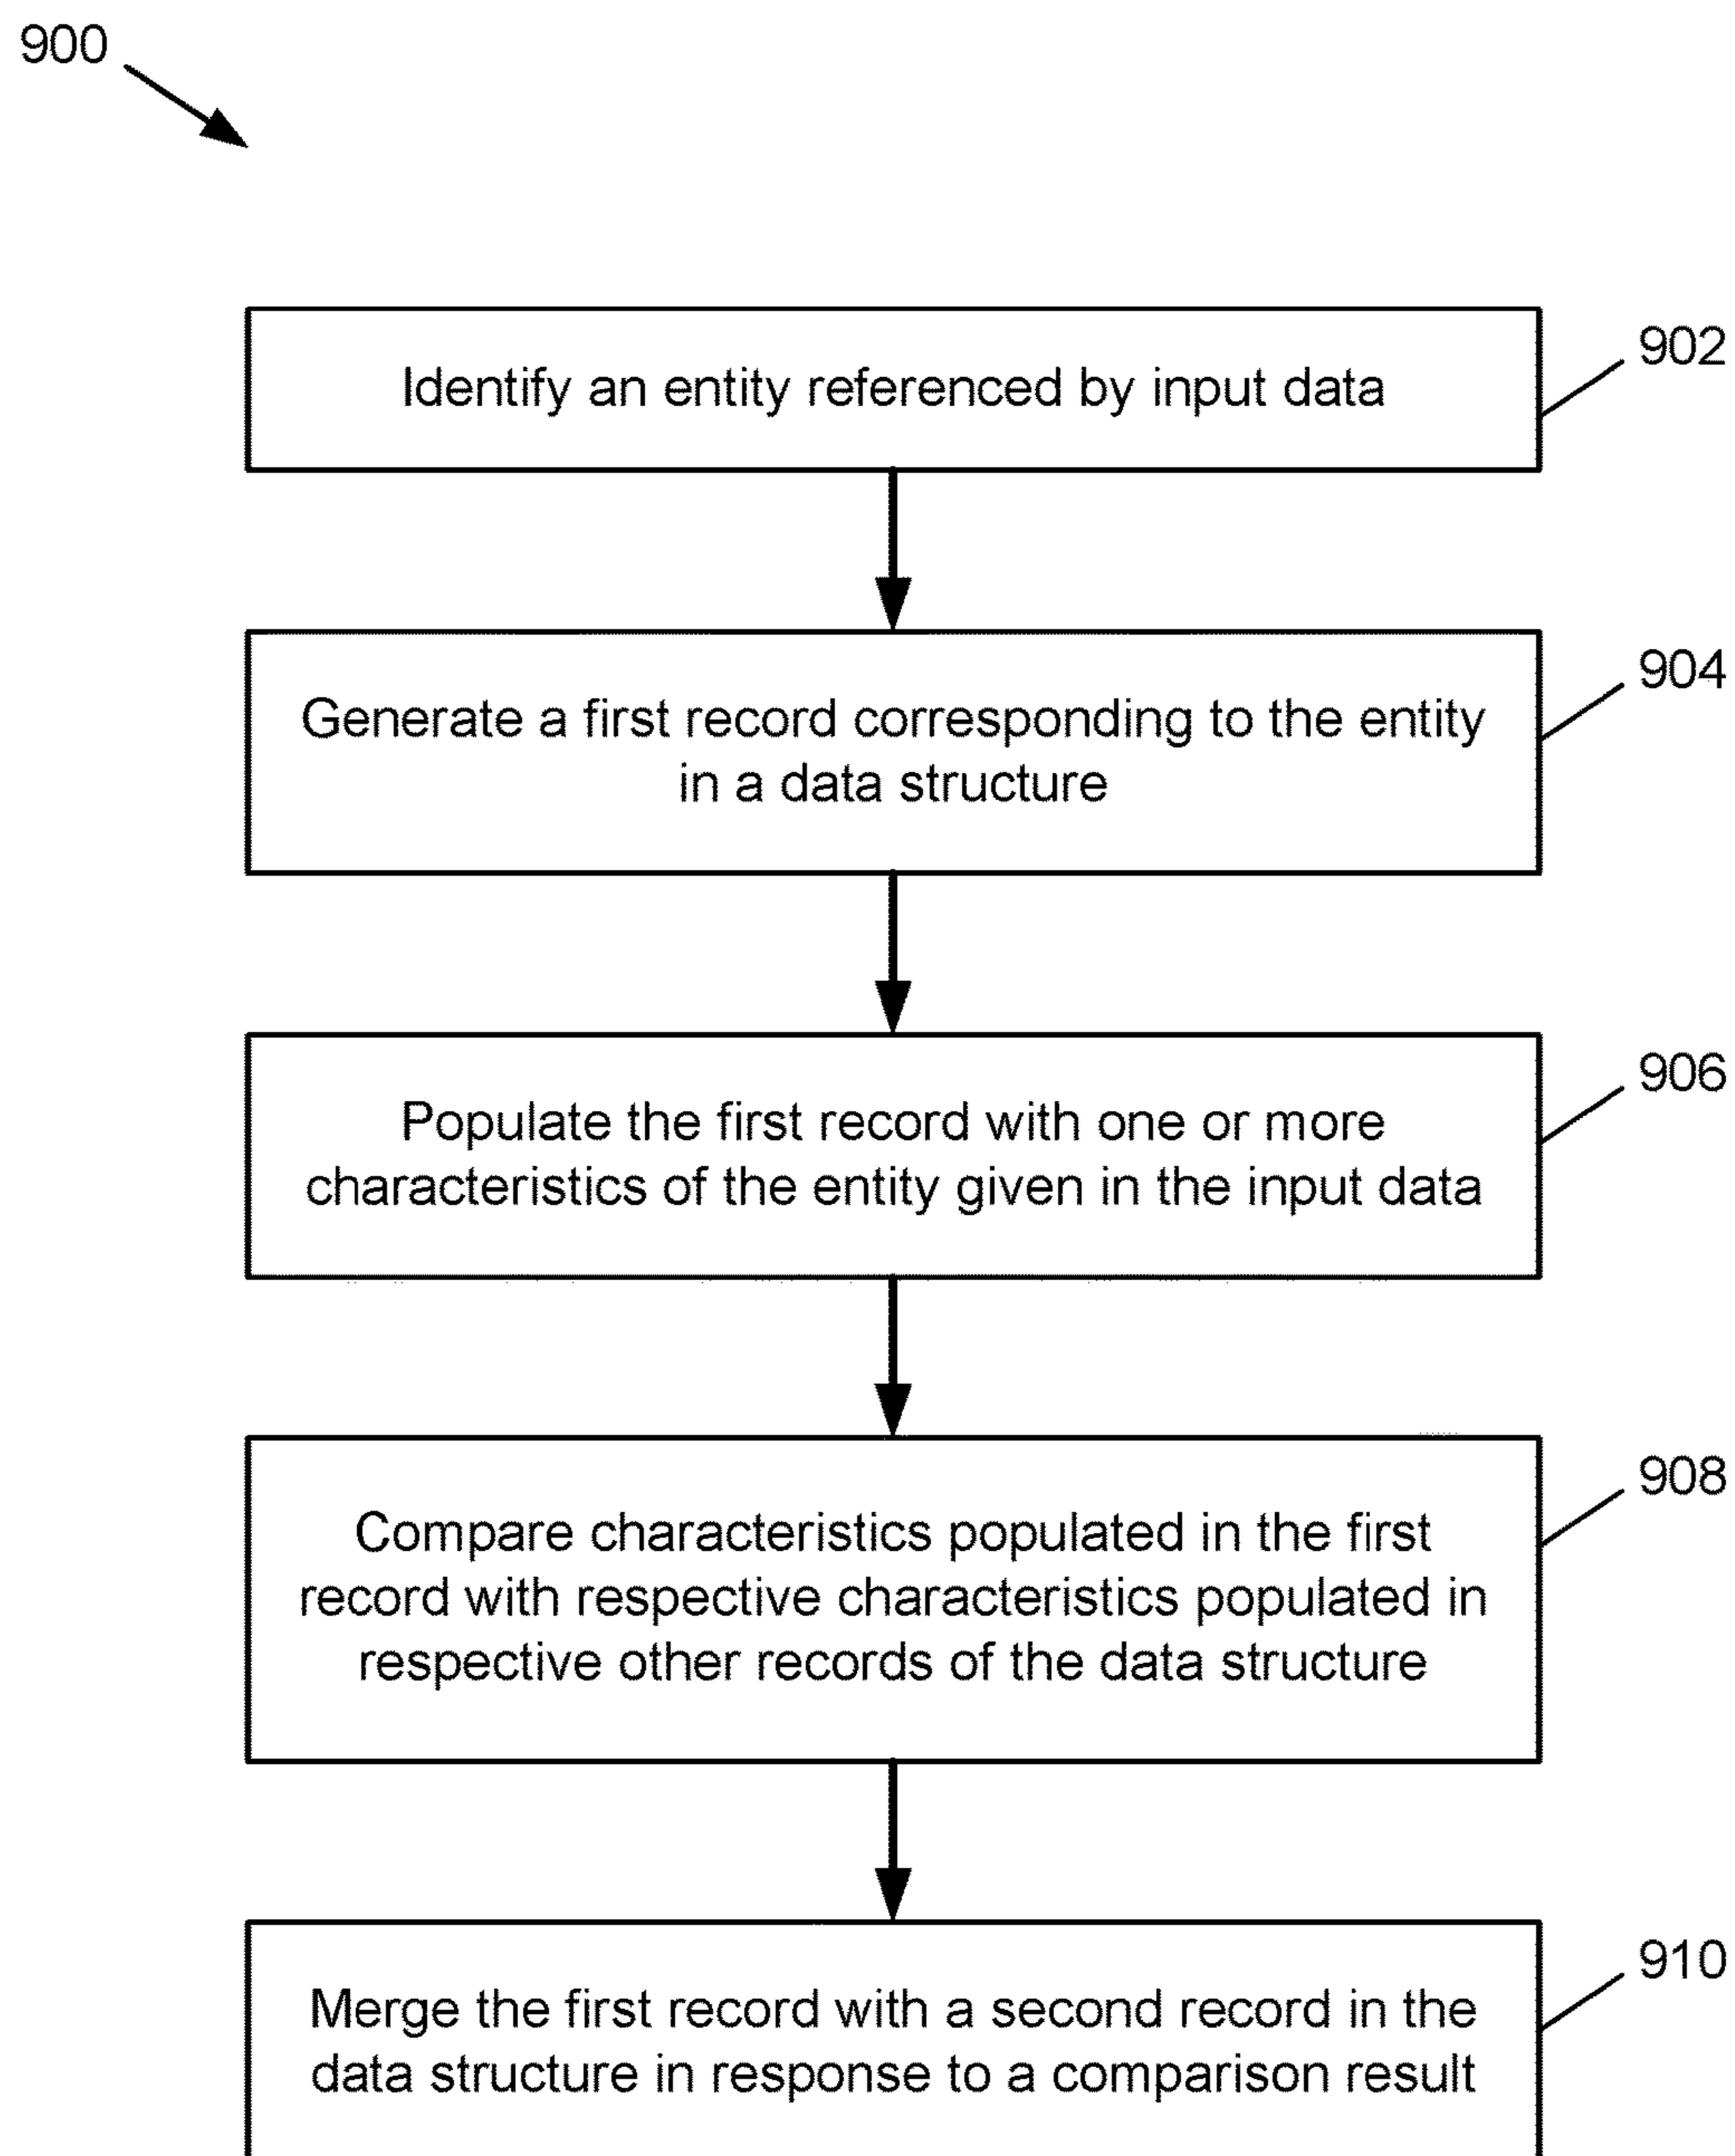 900
Identify an entity referenced by input data
902
Generate a first record corresponding to the entity
in a data structure
904
Populate the first record with one or more
characteristics of the entity given in the input data
906
Compare characteristics populated in the first
record with respective characteristics populated in
respective other records of the data structure
908
Merge the first record with a second record in the
data structure in response to a comparison result
910